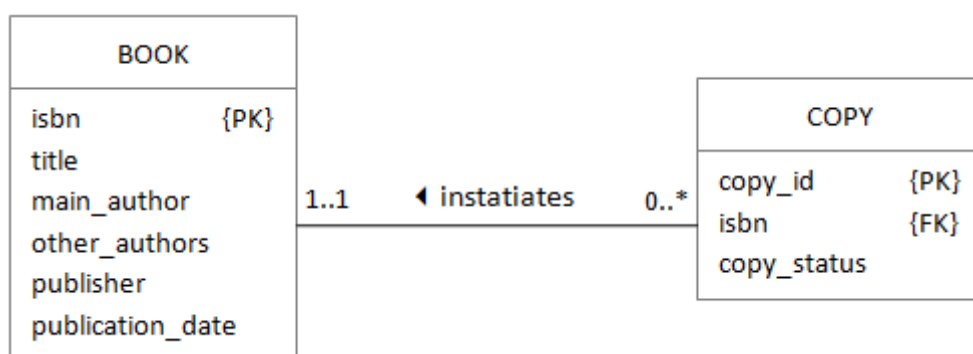 BOOK
isbn {PK}
title
main_author
other_authors
publisher
publication_date
1..1 ◄ instatiates 0..*
COPY
copy_id {PK}
isbn {FK}
copy_status